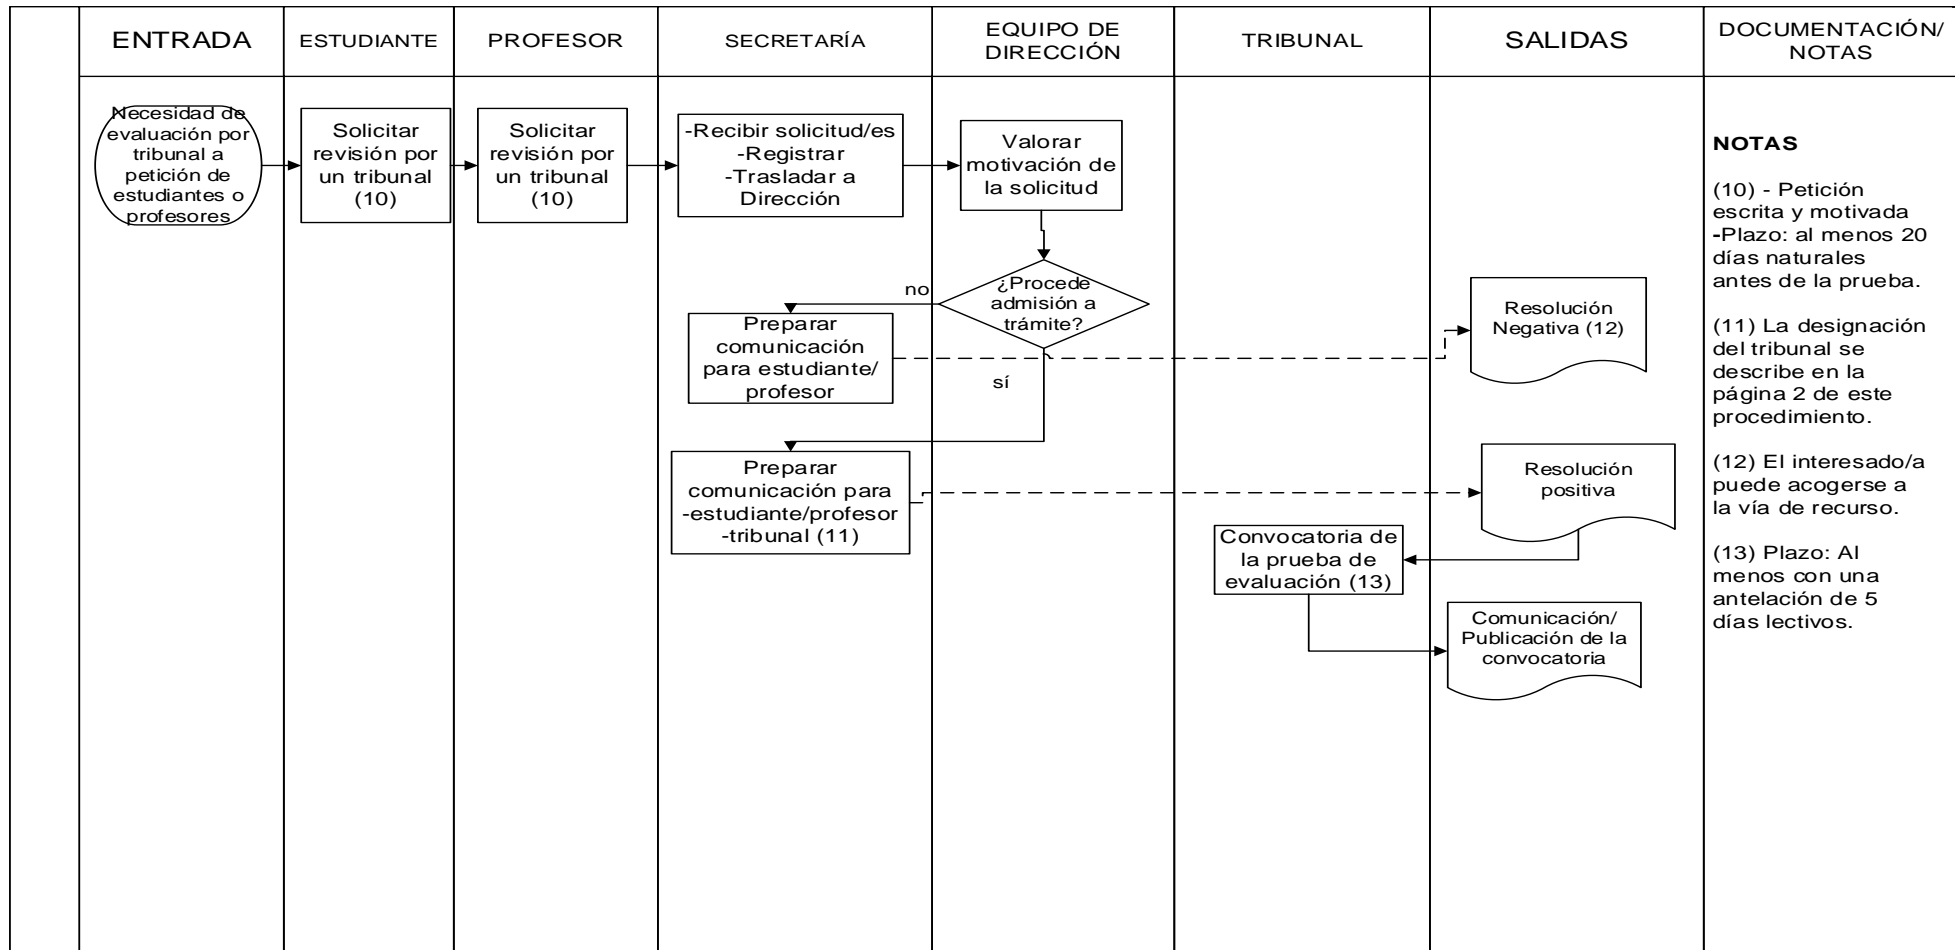 ENTRADA
ESTUDIANTE
PROFESOR
SECRETARÍA
EQUIPO DE
DIRECCIÓN
TRIBUNAL
SALIDAS
DOCUMENTACIÓN/
NOTAS
Necesidad de
evaluación por
tribunal a
petición de
estudiantes o
profesores
Solicitar
revisión por
un tribunal
(10)
Solicitar
revisión por
un tribunal
(10)
-Recibir solicitud/es
-Registrar
-Trasladar a
Dirección
Valorar
motivación de
la solicitud
¿Procede
admisión a
trámite?
no
sí
Preparar
comunicación
para estudiante/
profesor
Resolución
Negativa (12)
Preparar
comunicación para
-estudiante/profesor
-tribunal (11)
Resolución
positiva
Convocatoria de
la prueba de
evaluación (13)
Comunicación/
Publicación de la
convocatoria
NOTAS
(10) - Petición
escrita y motivada
-Plazo: al menos 20
días naturales
antes de la prueba.
(11) La designación
del tribunal se
describe en la
página 2 de este
procedimiento.
(12) El interesado/a
puede acogerse a
la vía de recurso.
(13) Plazo: Al
menos con una
antelación de 5
días lectivos.